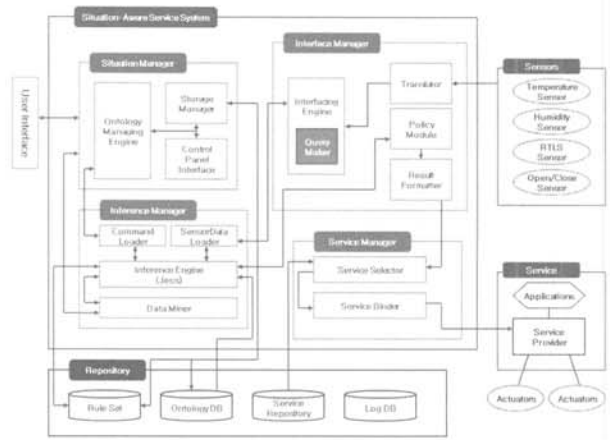 Situation-Aware Service System
Situation Manager
Storage
Manager
Ontology
Managing
Engine
Control
Panel
Interface
User Interface
Interface Manager
Interfacing
Engine
Query
Maker
Translator
Policy
Module
Result
Formatter
Sensors
Temperature
Sensor
Humidity
Sensor
RTLS
Sensor
Open/Close
Sensor
Inference Manager
Command
Loader
SensorData
Loader
Inference Engine
(Jess)
Data Miner
Service Manager
Service Selector
Service Binder
Service
Applications
Service
Provider
Actuators
Actuators
Repository
Rule Set
Ontology DB
Service
Repository
Log DB